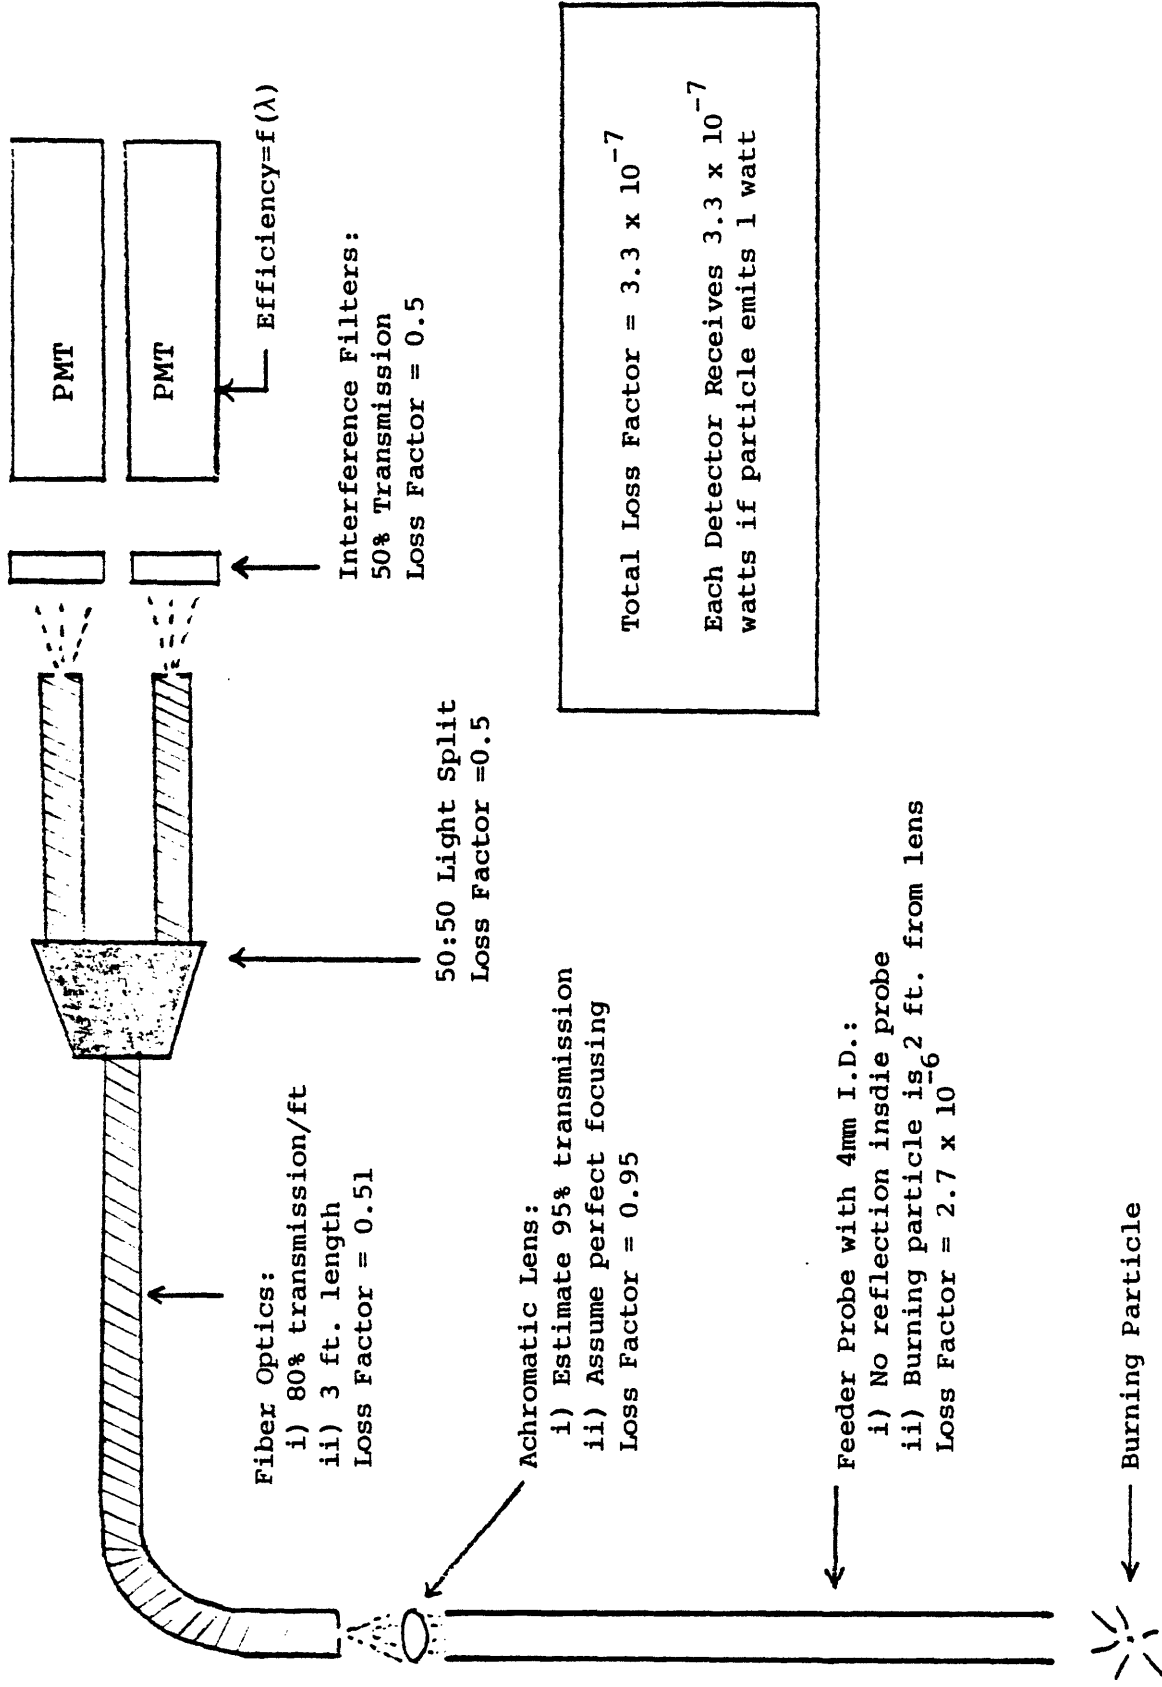 PMT
PMT
Efficiency=f(λ)
Interference Filters:
50% Transmission
Loss Factor = 0.5
50:50 Light Split
Loss Factor =0.5
Fiber Optics:
i) 80% transmission/ft
ii) 3 ft. length
Loss Factor = 0.51
Achromatic Lens:
i) Estimate 95% transmission
ii) Assume perfect focusing
Loss Factor = 0.95
Feeder Probe with 4mm I.D.:
i) No reflection insdie probe
ii) Burning particle is 2 ft. from lens
Loss Factor = 2.7 x 10⁻⁶
Burning Particle
Total Loss Factor = 3.3 x 10⁻⁷
Each Detector Receives 3.3 x 10⁻⁷
watts if particle emits 1 watt